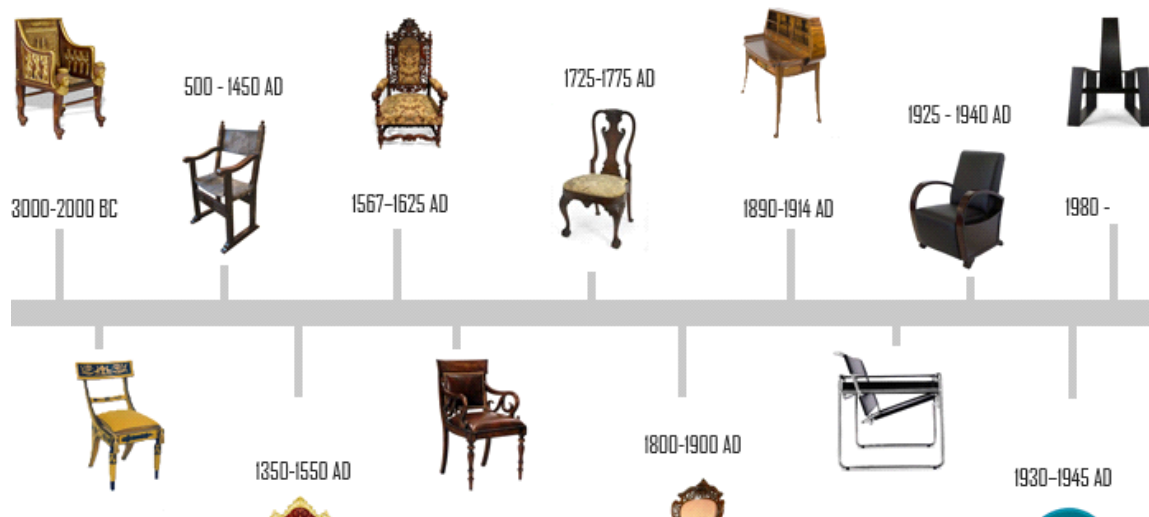 500 - 1450 AD
1725-1775 AD
1925 - 1940 AD
3000-2000 BC
1567-1625 AD
1890-1914 AD
1980 -
1350-1550 AD
1800-1900 AD
1930-1945 AD